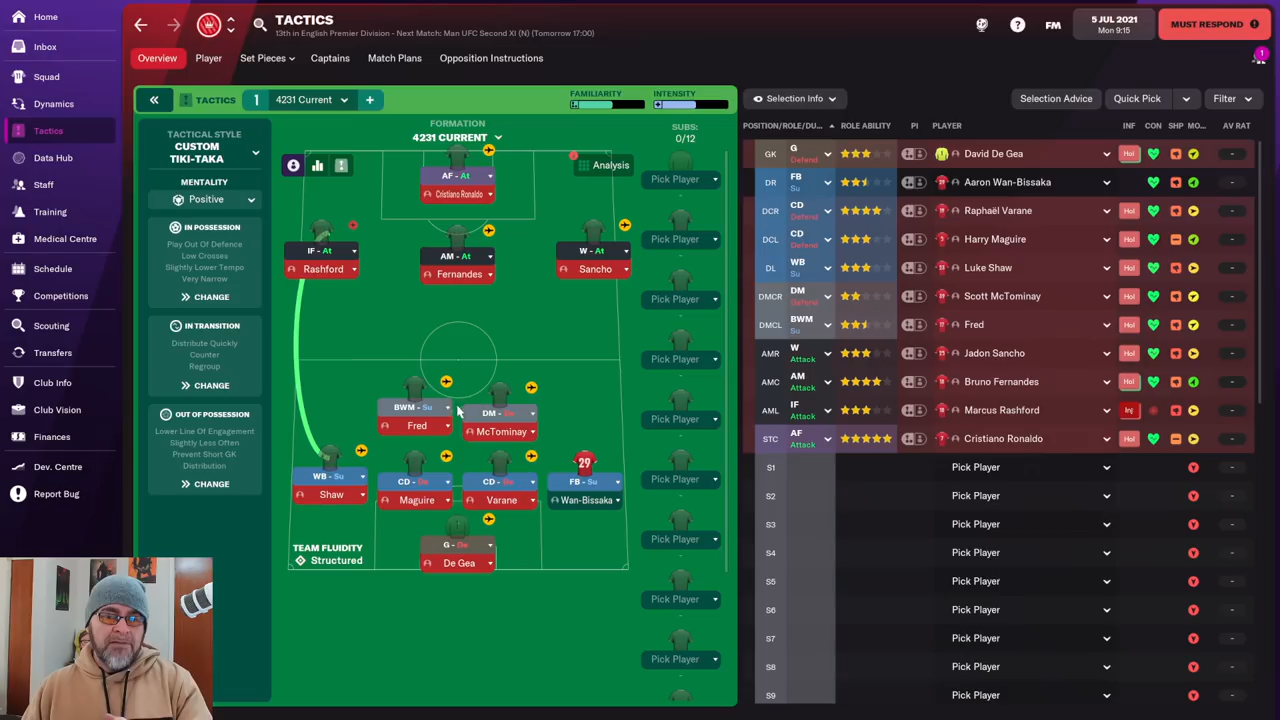 Home
Inbox
Squad
Dynamics
Tactics
Data Hub
Staff
Training
Medical Centre
Schedule
Competitions
Scouting
Transfers
Club Info
Club Vision
Finances
Dev. Centre
Report Bug
TACTICS
13th in English Premier Division - Next Match: Man UFC Second XI (N) (Tomorrow 17:00)
FM
5 JUL 2021
Mon 9:15
MUST RESPOND
1
Overview
Player
Set Pieces
Captains
Match Plans
Opposition Instructions
TACTICS
1
4231 Current
FAMILIARITY
INTENSITY
TACTICAL STYLE
CUSTOM
TIKI-TAKA
MENTALITY
Positive
IN POSSESSION
Play Out Of Defence
Low Crosses
Slightly Lower Tempo
Very Narrow
CHANGE
IN TRANSITION
Distribute Quickly
Counter
Regroup
CHANGE
OUT OF POSSESSION
Lower Line Of Engagement
Slightly Less Often
Prevent Short GK
Distribution
CHANGE
FORMATION
4231 CURRENT
Analysis
AF - At
Cristiano Ronaldo
IF - At
Rashford
AM - At
Fernandes
W - At
Sancho
BWM - Su
Fred
DM - De
McTominay
WB - Su
Shaw
CD - De
Maguire
CD - De
Varane
29
FB - Su
Wan-Bissaka
G - De
De Gea
TEAM FLUIDITY
Structured
SUBS:
0/12
Pick Player
-
Pick Player
-
Pick Player
-
Pick Player
-
Pick Player
-
Pick Player
-
Pick Player
-
Pick Player
-
Pick Player
-
Selection Info
Selection Advice
Quick Pick
Filter
POSITION/ROLE/DU...
ROLE ABILITY
PI
PLAYER
INF
CON
SHP
MO...
AV RAT
GK G Defend David De Gea Hol -
DR FB Su Aaron Wan-Bissaka -
DCR CD Defend Raphaël Varane Hol -
DCL CD Defend Harry Maguire Hol -
DL WB Su Luke Shaw Hol -
DMCR DM Defend Scott McTominay Hol -
DMCL BWM Su Fred Hol -
AMR W Attack Jadon Sancho Hol -
AMC AM Attack Bruno Fernandes Hol -
AML IF Attack Marcus Rashford Inj -
STC AF Attack Cristiano Ronaldo Hol -
S1 Pick Player -
S2 Pick Player -
S3 Pick Player -
S4 Pick Player -
S5 Pick Player -
S6 Pick Player -
S7 Pick Player -
S8 Pick Player -
S9 Pick Player -